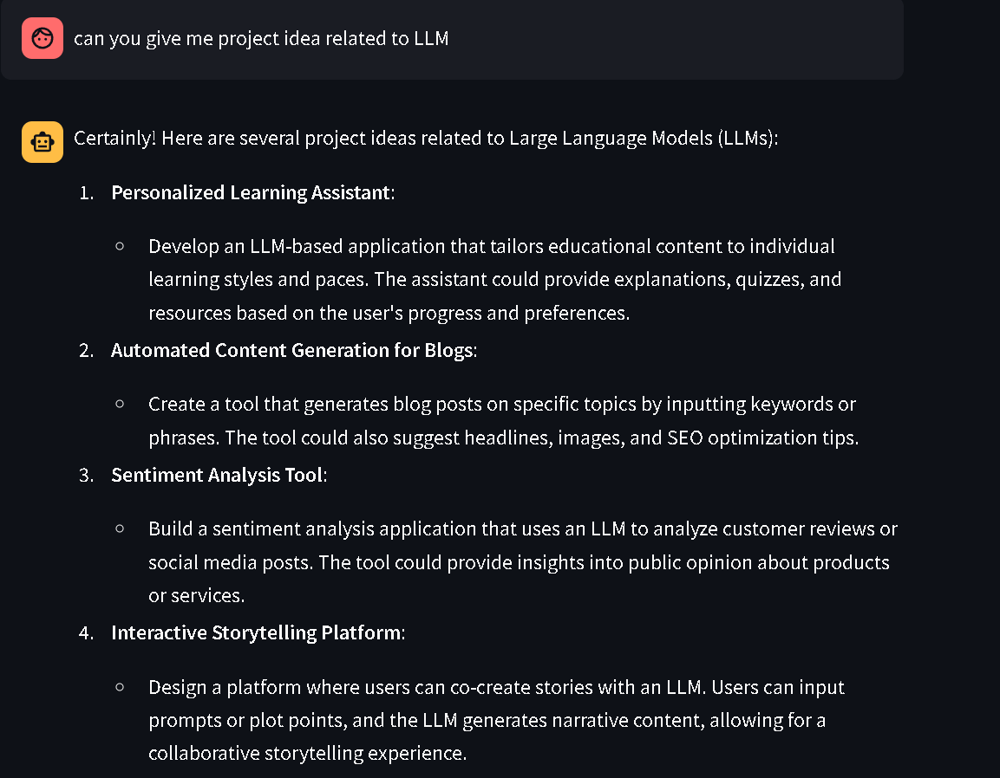 can you give me project idea related to LLM
Certainly! Here are several project ideas related to Large Language Models (LLMs):
1. Personalized Learning Assistant:
○ Develop an LLM-based application that tailors educational content to individual
learning styles and paces. The assistant could provide explanations, quizzes, and
resources based on the user's progress and preferences.
2. Automated Content Generation for Blogs:
○ Create a tool that generates blog posts on specific topics by inputting keywords or
phrases. The tool could also suggest headlines, images, and SEO optimization tips.
3. Sentiment Analysis Tool:
○ Build a sentiment analysis application that uses an LLM to analyze customer reviews or
social media posts. The tool could provide insights into public opinion about products
or services.
4. Interactive Storytelling Platform:
○ Design a platform where users can co-create stories with an LLM. Users can input
prompts or plot points, and the LLM generates narrative content, allowing for a
collaborative storytelling experience.